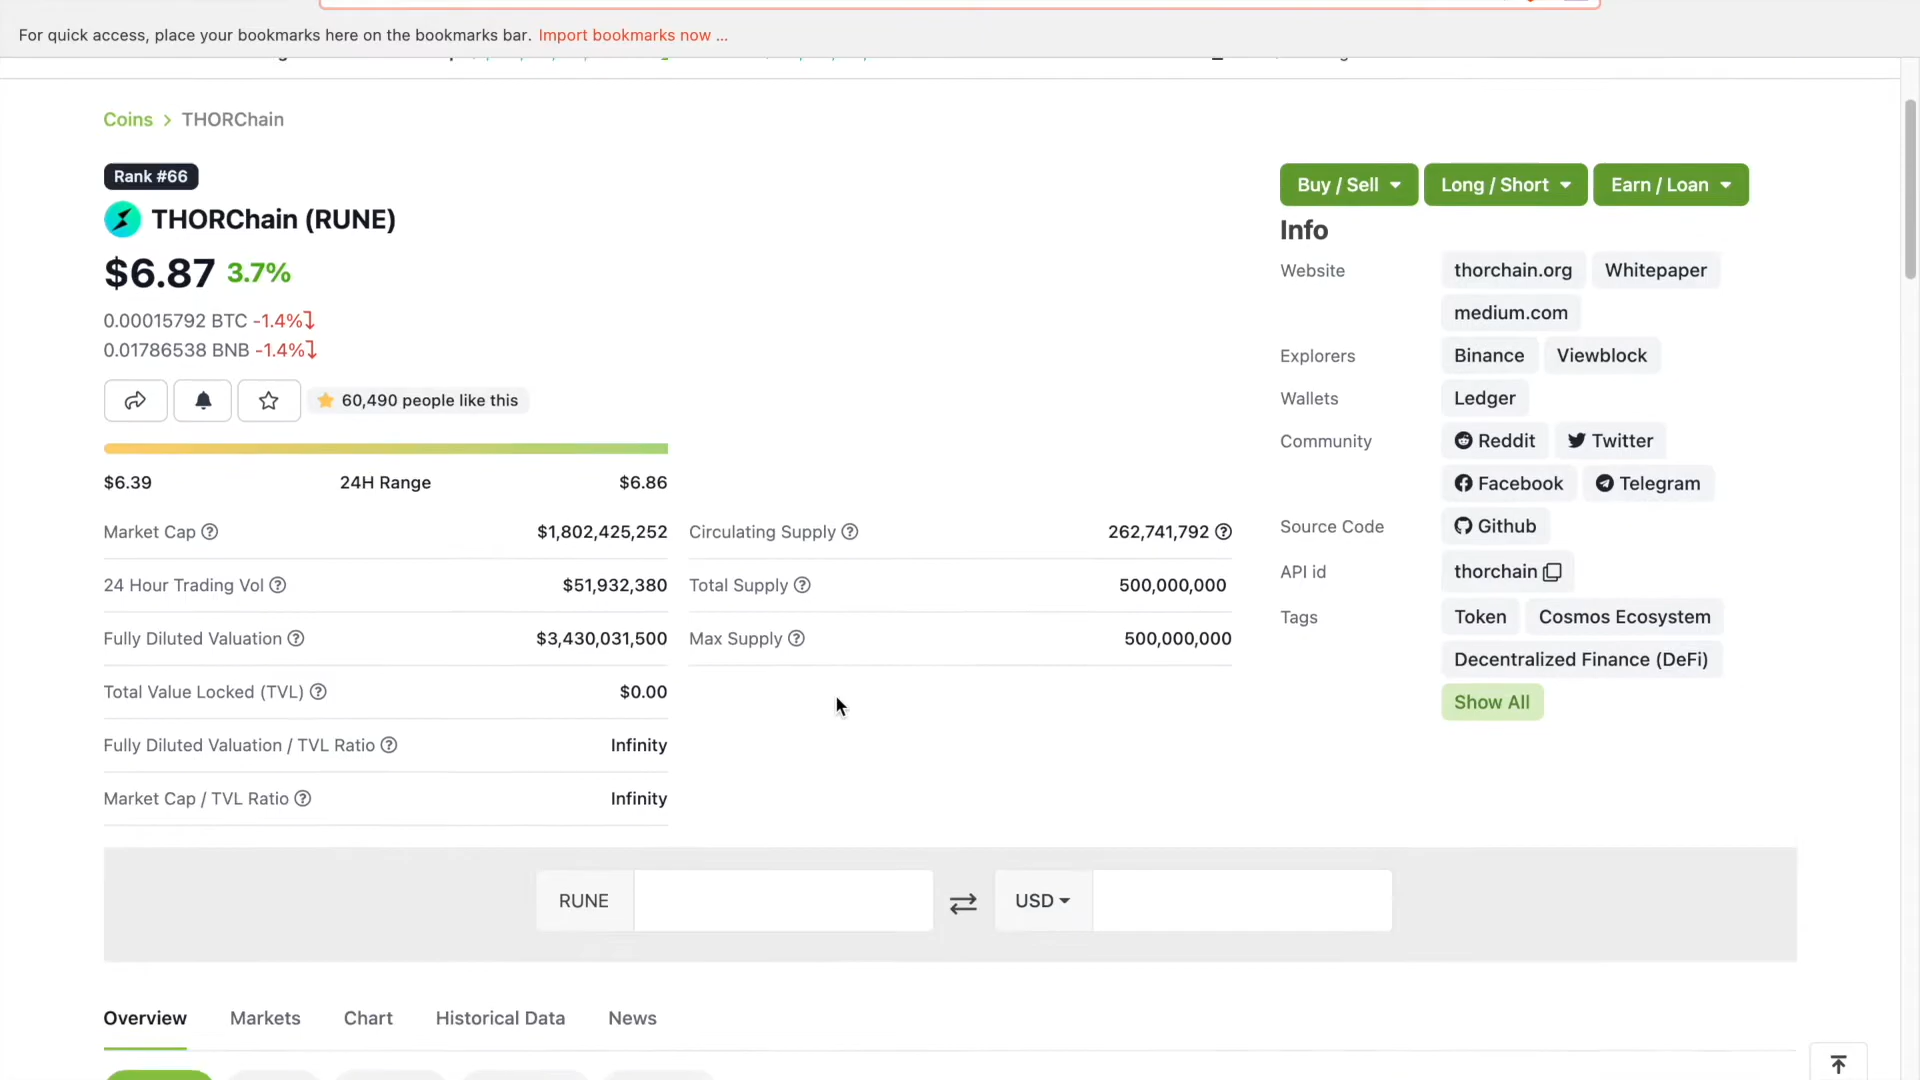 For quick access, place your bookmarks here on the bookmarks bar. Import bookmarks now ...
Coins > THORChain
Rank #66
THORChain (RUNE)
$6.87 3.7%
0.00015792 BTC -1.4%
0.01786538 BNB -1.4%
60,490 people like this
$6.39 24H Range $6.86
Market Cap $1,802,425,252
24 Hour Trading Vol $51,932,380
Fully Diluted Valuation $3,430,031,500
Total Value Locked (TVL) $0.00
Fully Diluted Valuation / TVL Ratio Infinity
Market Cap / TVL Ratio Infinity
Circulating Supply 262,741,792
Total Supply 500,000,000
Max Supply 500,000,000
Buy / Sell Long / Short Earn / Loan
Info
Website thorchain.org Whitepaper
medium.com
Explorers Binance Viewblock
Wallets Ledger
Community Reddit Twitter
Facebook Telegram
Source Code Github
API id thorchain
Tags Token Cosmos Ecosystem
Decentralized Finance (DeFi)
Show All
RUNE USD
Overview Markets Chart Historical Data News